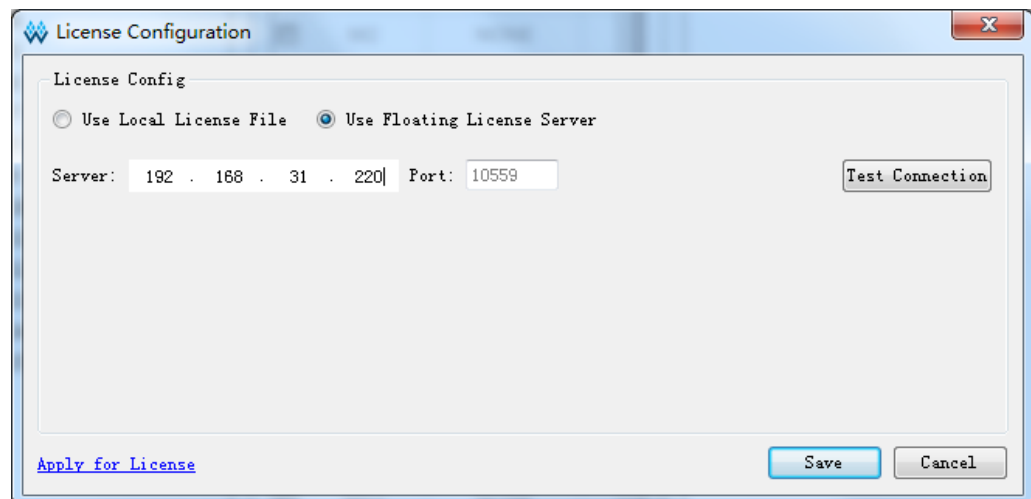 License Configuration
License Config
Use Local License File Use Floating License Server
Server: 192 . 168 . 31 . 220 Port: 10559 Test Connection
Apply for License Save Cancel